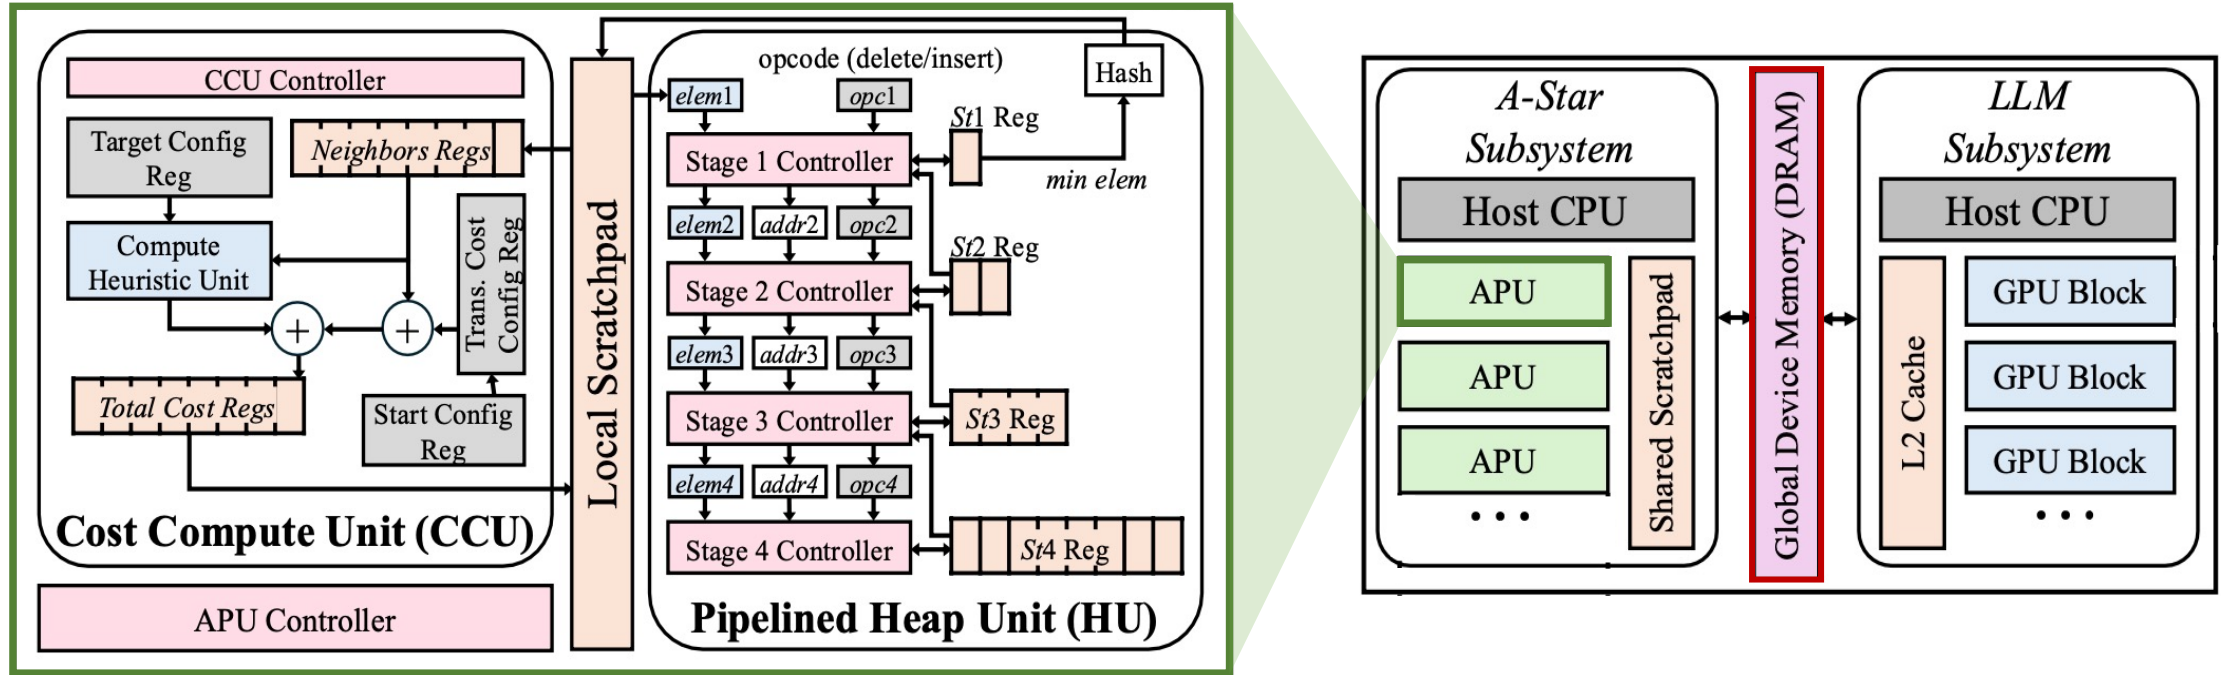 CCU Controller
Target Config
Reg
Neighbors Regs
Compute
Heuristic Unit
Trans. Cost
Config Reg
+
+
Total Cost Regs
Start Config
Reg
Cost Compute Unit (CCU)
APU Controller
Local Scratchpad
opcode (delete/insert)
Hash
elem1
opc1
St1 Reg
Stage 1 Controller
min elem
elem2
addr2
opc2
St2 Reg
Stage 2 Controller
elem3
addr3
opc3
Stage 3 Controller
St3 Reg
elem4
addr4
opc4
Stage 4 Controller
St4 Reg
Pipelined Heap Unit (HU)
A-Star
Subsystem
Host CPU
APU
APU
APU
...
Shared Scratchpad
Global Device Memory (DRAM)
LLM
Subsystem
Host CPU
L2 Cache
GPU Block
GPU Block
GPU Block
...